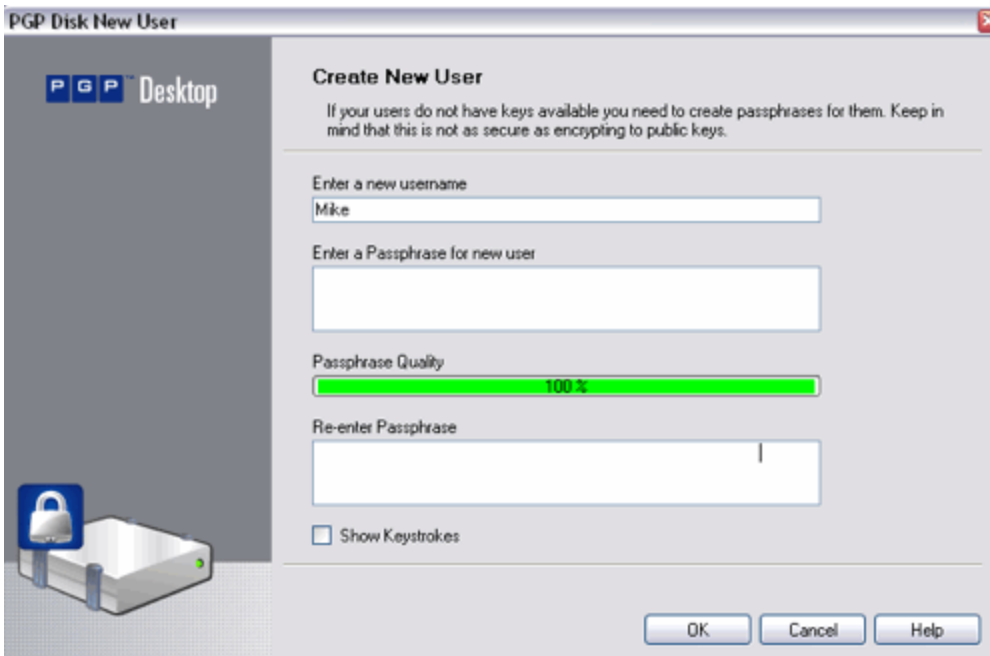 PGP Disk New User
PGP™ Desktop
Create New User
If your users do not have keys available you need to create passphrases for them. Keep in
mind that this is not as secure as encrypting to public keys.
Enter a new username
Mike
Enter a Passphrase for new user
Passphrase Quality
100 %
Re-enter Passphrase
Show Keystrokes
OK Cancel Help